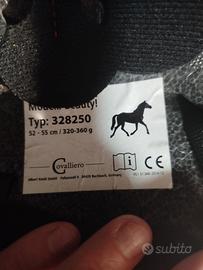 Modell: Beauty!
Typ: 328250
52 - 55 cm / 320-360 g
Covalliero
CE
subito